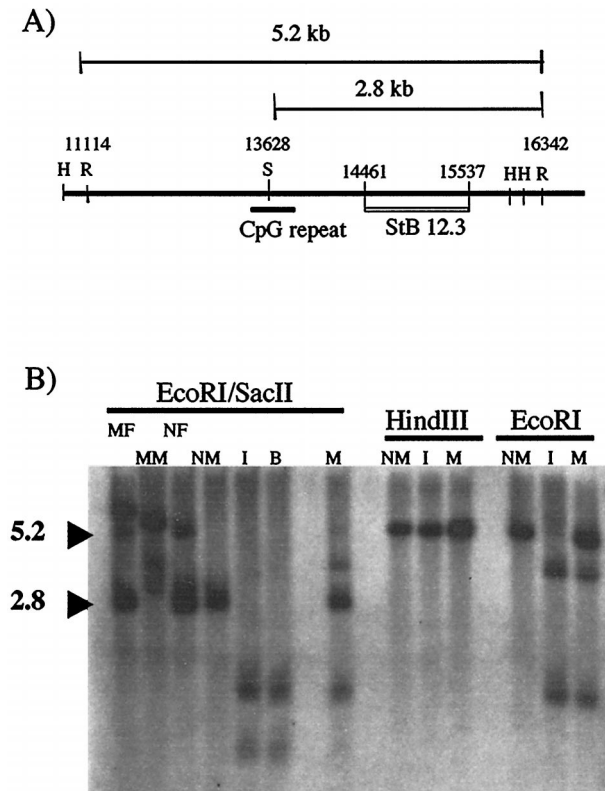 A)
5.2 kb
2.8 kb
11114 13628 16342
H R S 14461 15537 HH R
CpG repeat StB 12.3
B)
EcoRI/SacII HindIII EcoRI
MF NF
MM NM I B M NM I M NM I M
5.2
2.8